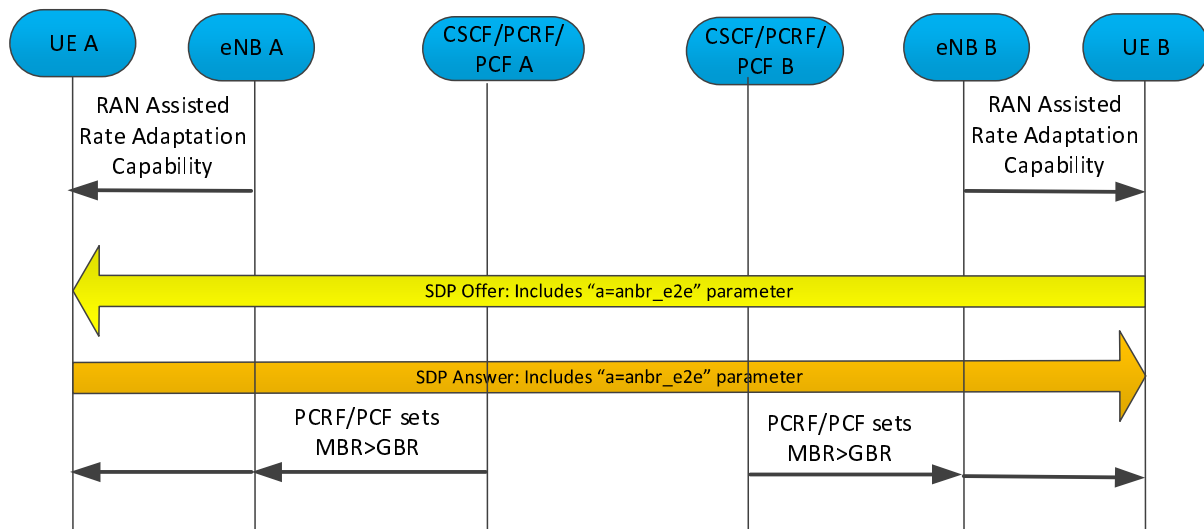 UE A
eNB A
CSCF/PCRF/
PCF A
CSCF/PCRF/
PCF B
eNB B
UE B
RAN Assisted
Rate Adaptation
Capability
RAN Assisted
Rate Adaptation
Capability
SDP Offer: Includes “a=anbr_e2e” parameter
SDP Answer: Includes “a=anbr_e2e” parameter
PCRF/PCF sets
MBR>GBR
PCRF/PCF sets
MBR>GBR